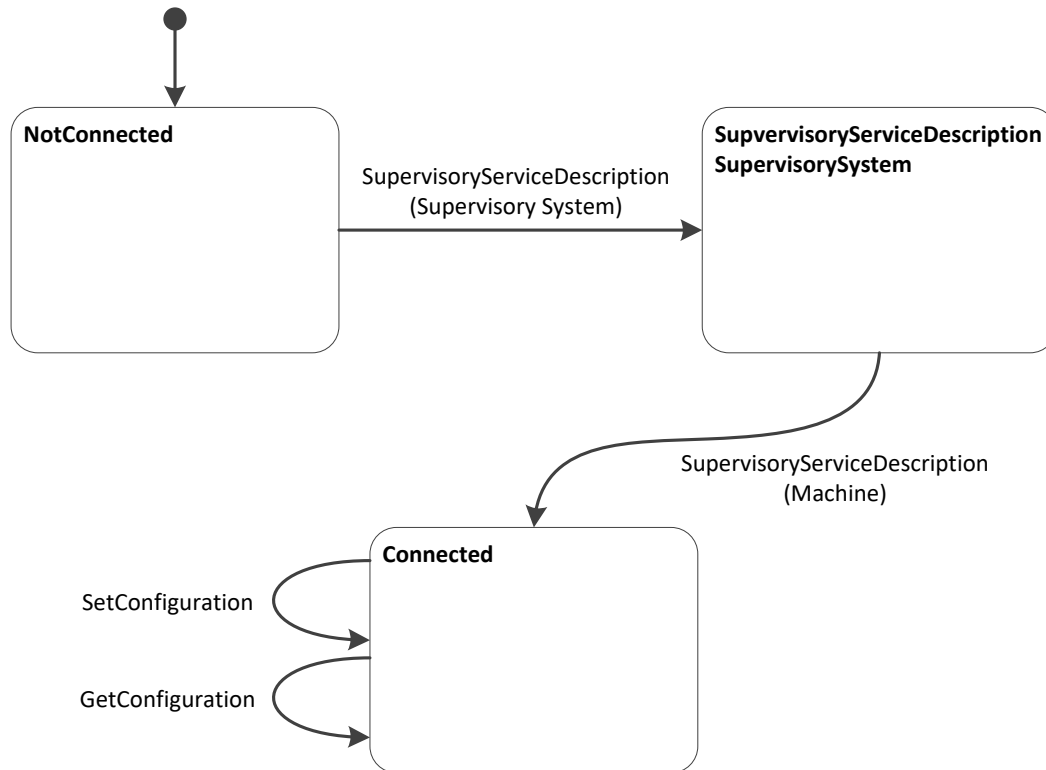 NotConnected
SupvervisoryServiceDescription
SupervisorySystem
SupervisoryServiceDescription
(Supervisory System)
SupervisoryServiceDescription
(Machine)
Connected
SetConfiguration
GetConfiguration